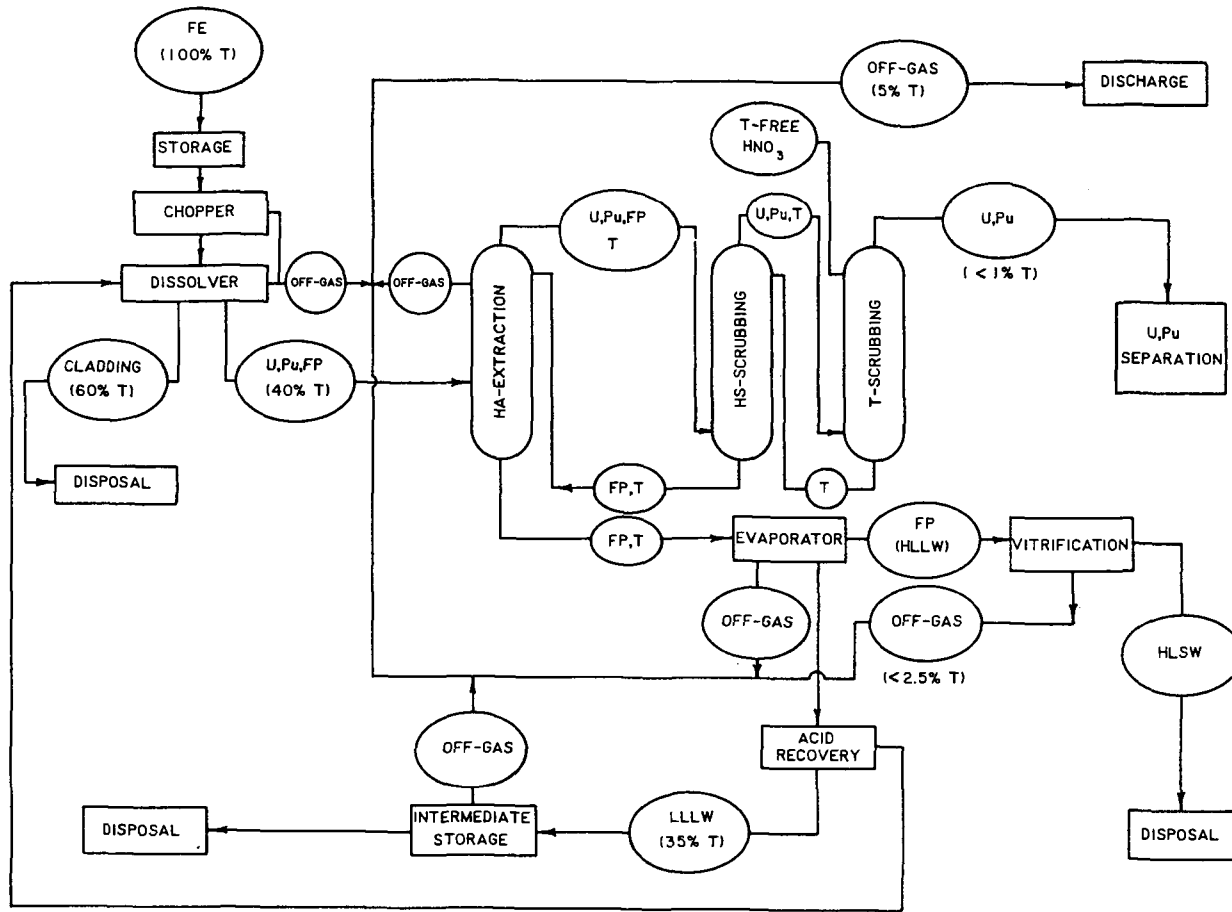 FE
(100% T)
STORAGE
CHOPPER
DISSOLVER
OFF-GAS
OFF-GAS
CLADDING
(60% T)
U,Pu,FP
(40% T)
DISPOSAL
HA-EXTRACTION
U,Pu,FP
T
HS-SCRUBBING
U,Pu,T
T-FREE
HNO3
T-SCRUBBING
OFF-GAS
(5% T)
DISCHARGE
U,Pu
(<1% T)
U,Pu
SEPARATION
FP,T
T
FP,T
EVAPORATOR
FP
(HLLW)
VITRIFICATION
OFF-GAS
OFF-GAS
(<2.5% T)
HLSW
DISPOSAL
ACID
RECOVERY
OFF-GAS
LLLW
(35% T)
INTERMEDIATE
STORAGE
DISPOSAL